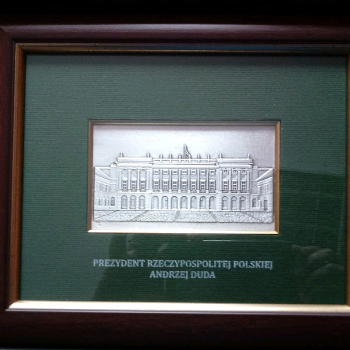 PREZYDENT RZECZYPOSPOLITEJ POLSKIEJ
ANDRZEJ DUDA